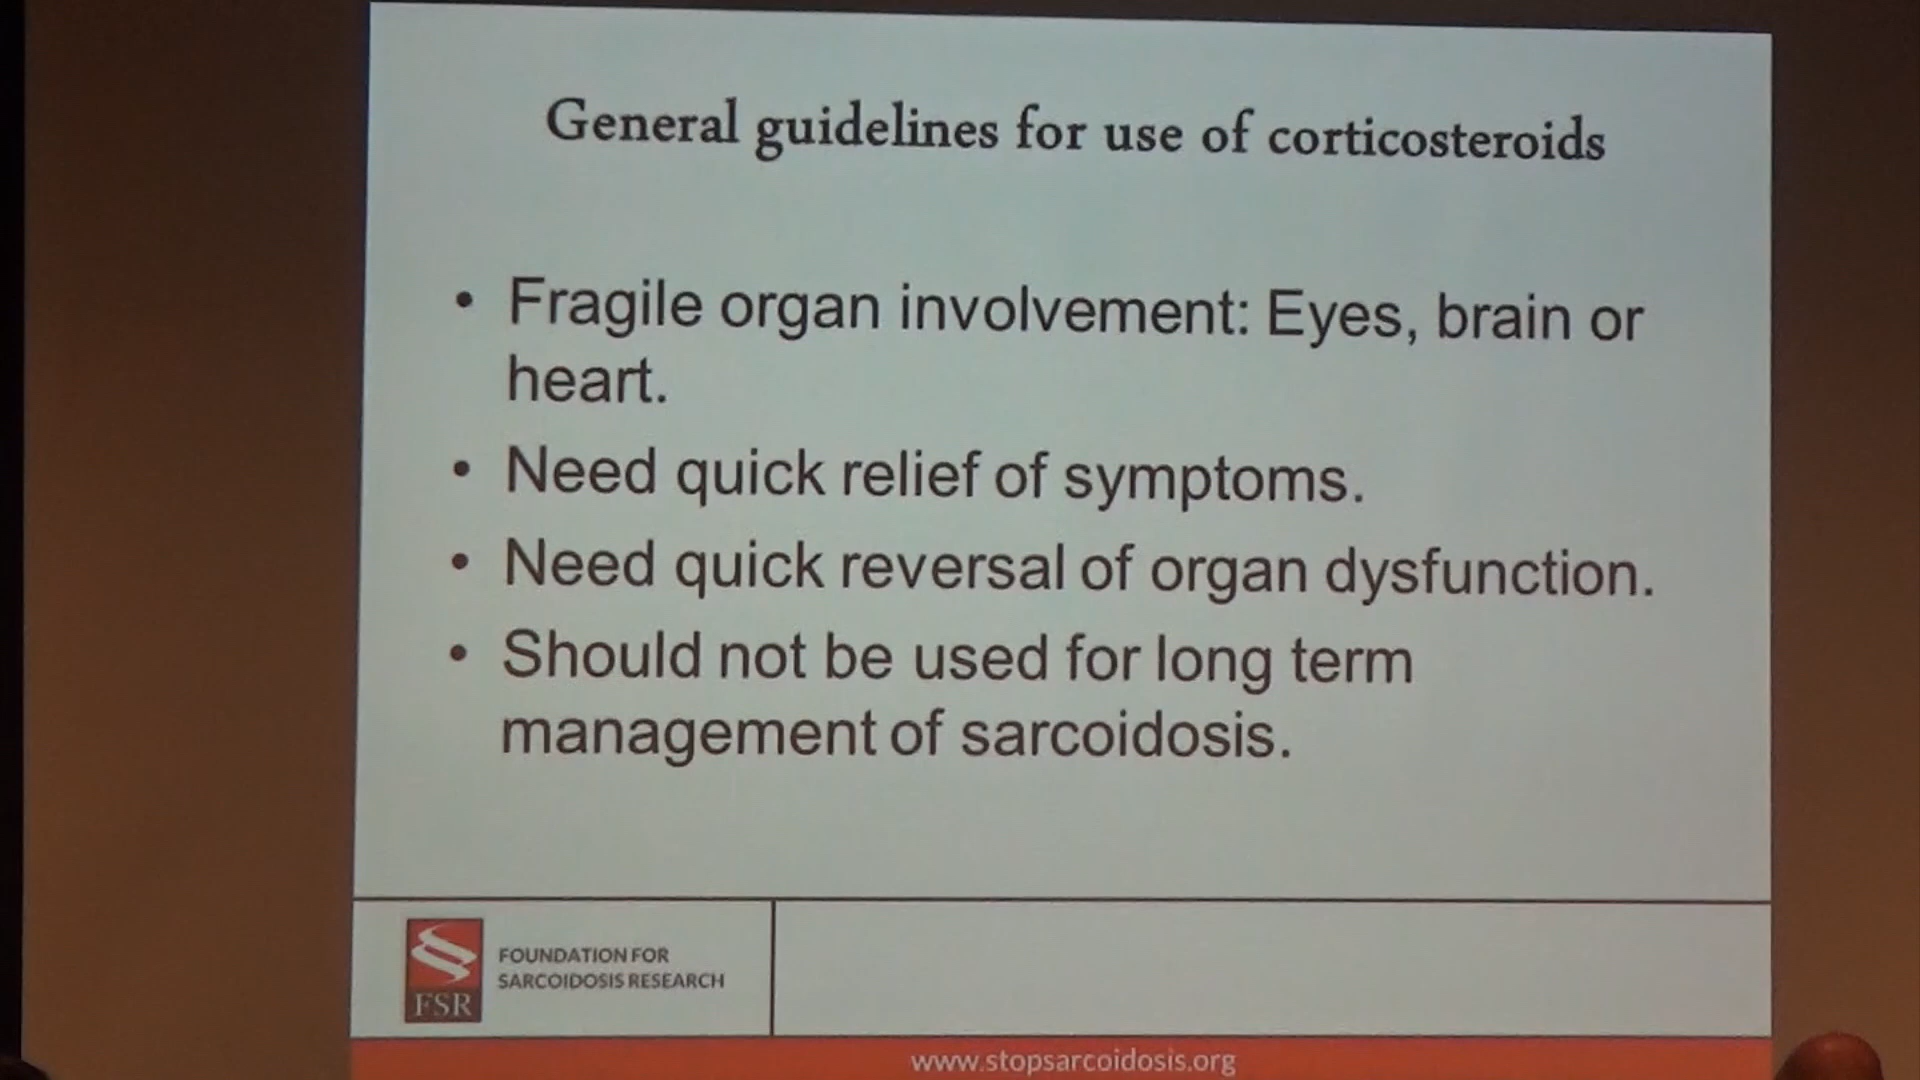 General guidelines for use of corticosteroids
• Fragile organ involvement: Eyes, brain or
heart.
• Need quick relief of symptoms.
• Need quick reversal of organ dysfunction.
• Should not be used for long term
management of sarcoidosis.
FSR
FOUNDATION FOR
SARCOIDOSIS RESEARCH
www.stopsarcoidosis.org